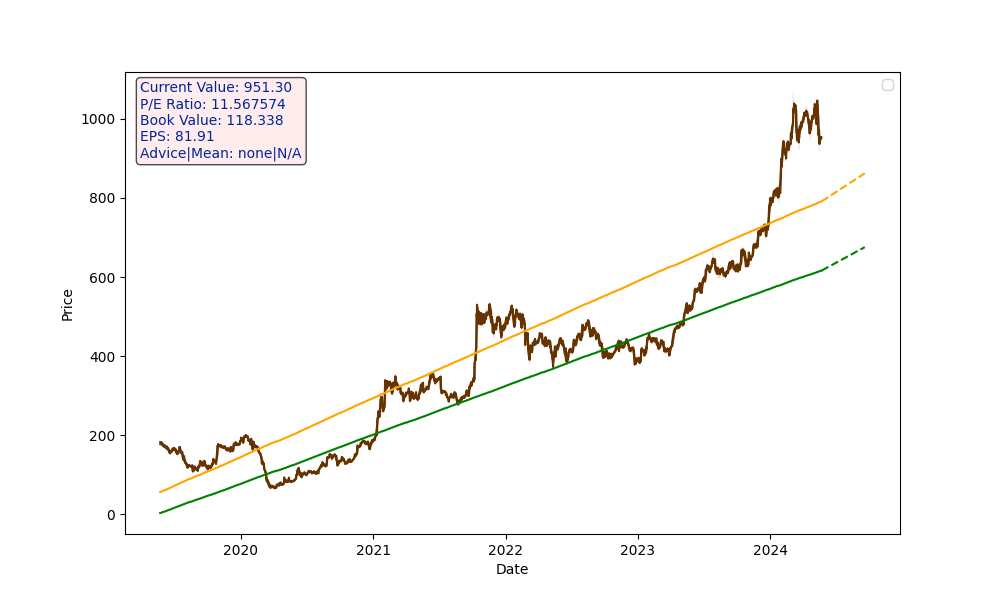 Current Value: 951.30
P/E Ratio: 11.567574
Book Value: 118.338
EPS: 81.91
Advice|Mean: none|N/A
1000
800
600
400
200
0
Price
2020 2021 2022 2023 2024
Date